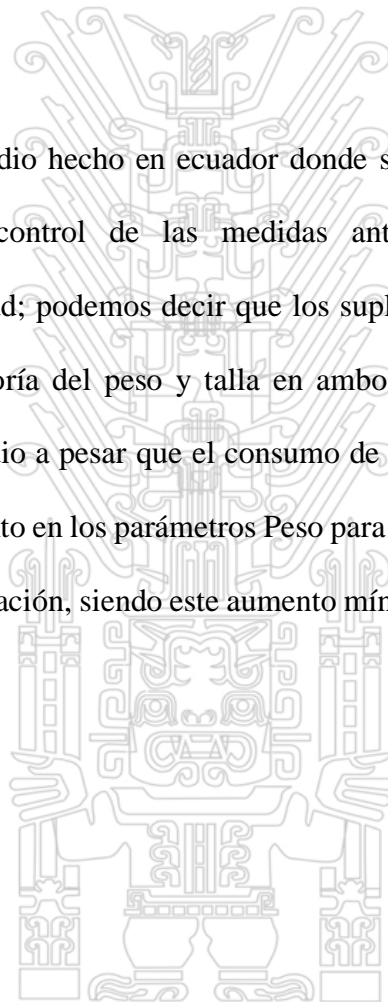 dio hecho en ecuador donde s
control de las medidas ant
d; podemos decir que los supl
oría del peso y talla en ambo
io a pesar que el consumo de
to en los parámetros Peso para
ación, siendo este aumento mín